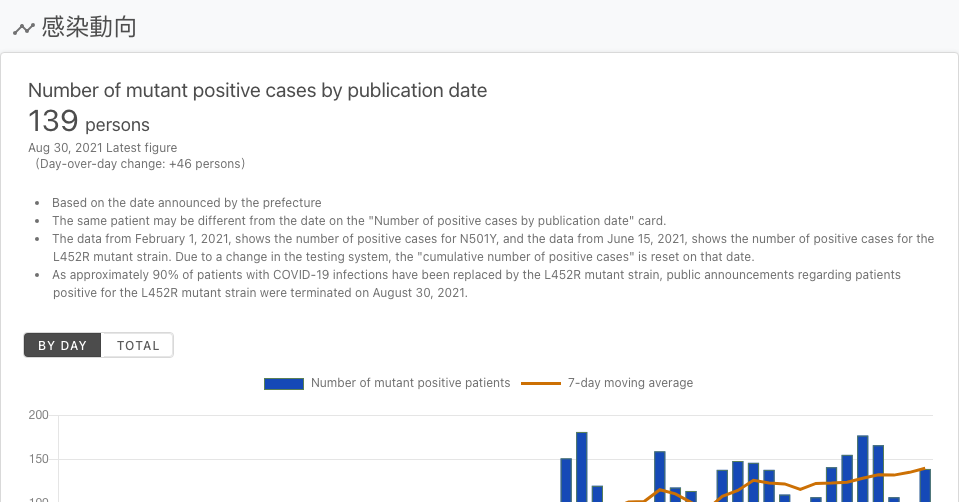 感染動向
Number of mutant positive cases by publication date
139 persons
Aug 30, 2021 Latest figure
(Day-over-day change: +46 persons)
Based on the date announced by the prefecture
The same patient may be different from the date on the "Number of positive cases by publication date" card.
The data from February 1, 2021, shows the number of positive cases for N501Y, and the data from June 15, 2021, shows the number of positive cases for the
L452R mutant strain. Due to a change in the testing system, the "cumulative number of positive cases" is reset on that date.
As approximately 90% of patients with COVID-19 infections have been replaced by the L452R mutant strain, public announcements regarding patients
positive for the L452R mutant strain were terminated on August 30, 2021.
BY DAY TOTAL
Number of mutant positive patients 7-day moving average
200
150
100